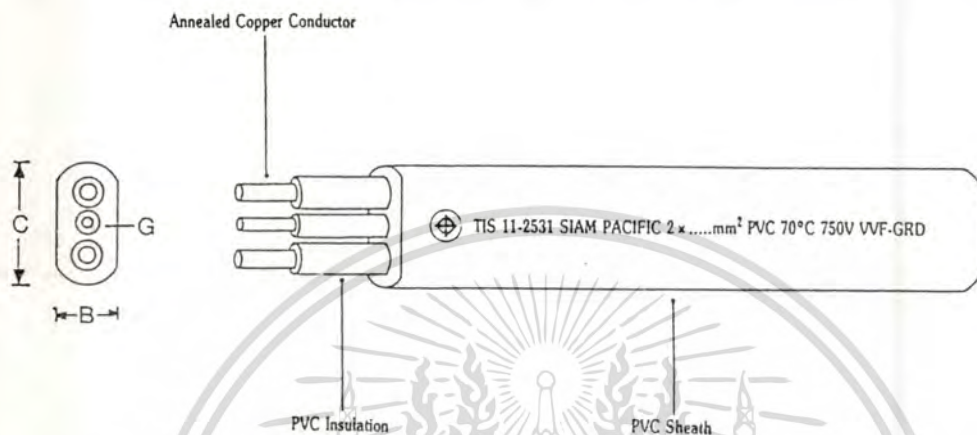 Annealed Copper Conductor
C
G
B
TIS 11-2531 SIAM PACIFIC 2 x .....mm² PVC 70°C 750V VVF-GRD
PVC Insulation
PVC Sheath